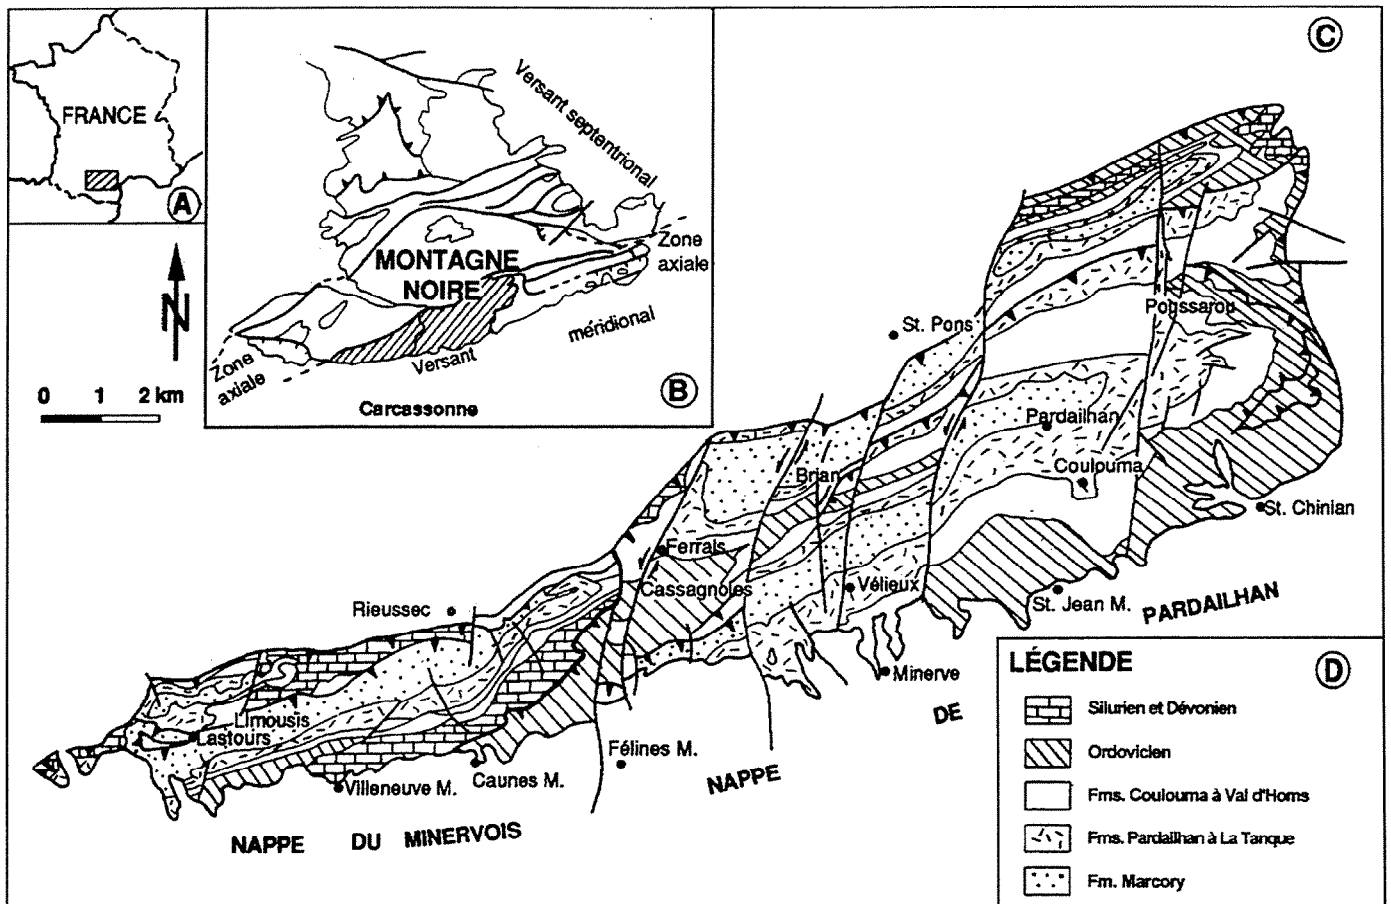 FRANCE
A
N
0 1 2 km
Versant septentrional
Zone axiale
MONTAGNE
NOIRE
méridional
Versant
Zone axiale
Carcassonne
B
C
St. Pons
Poussarou
Pardailhan
Coulouma
Brian
St. Chinian
Ferrals
Cassagnoles
Vélieux
St. Jean M.
Rieussec
Minerve
Limousis
Lastours
Félines M.
Caunes M.
Villeneuve M.
NAPPE DU MINERVOIS
NAPPE DE PARDAILHAN
LÉGENDE
D
Silurien et Dévonien
Ordovicien
Fms. Coulouma à Val d'Homs
Fms. Pardailhan à La Tanque
Fm. Marcory